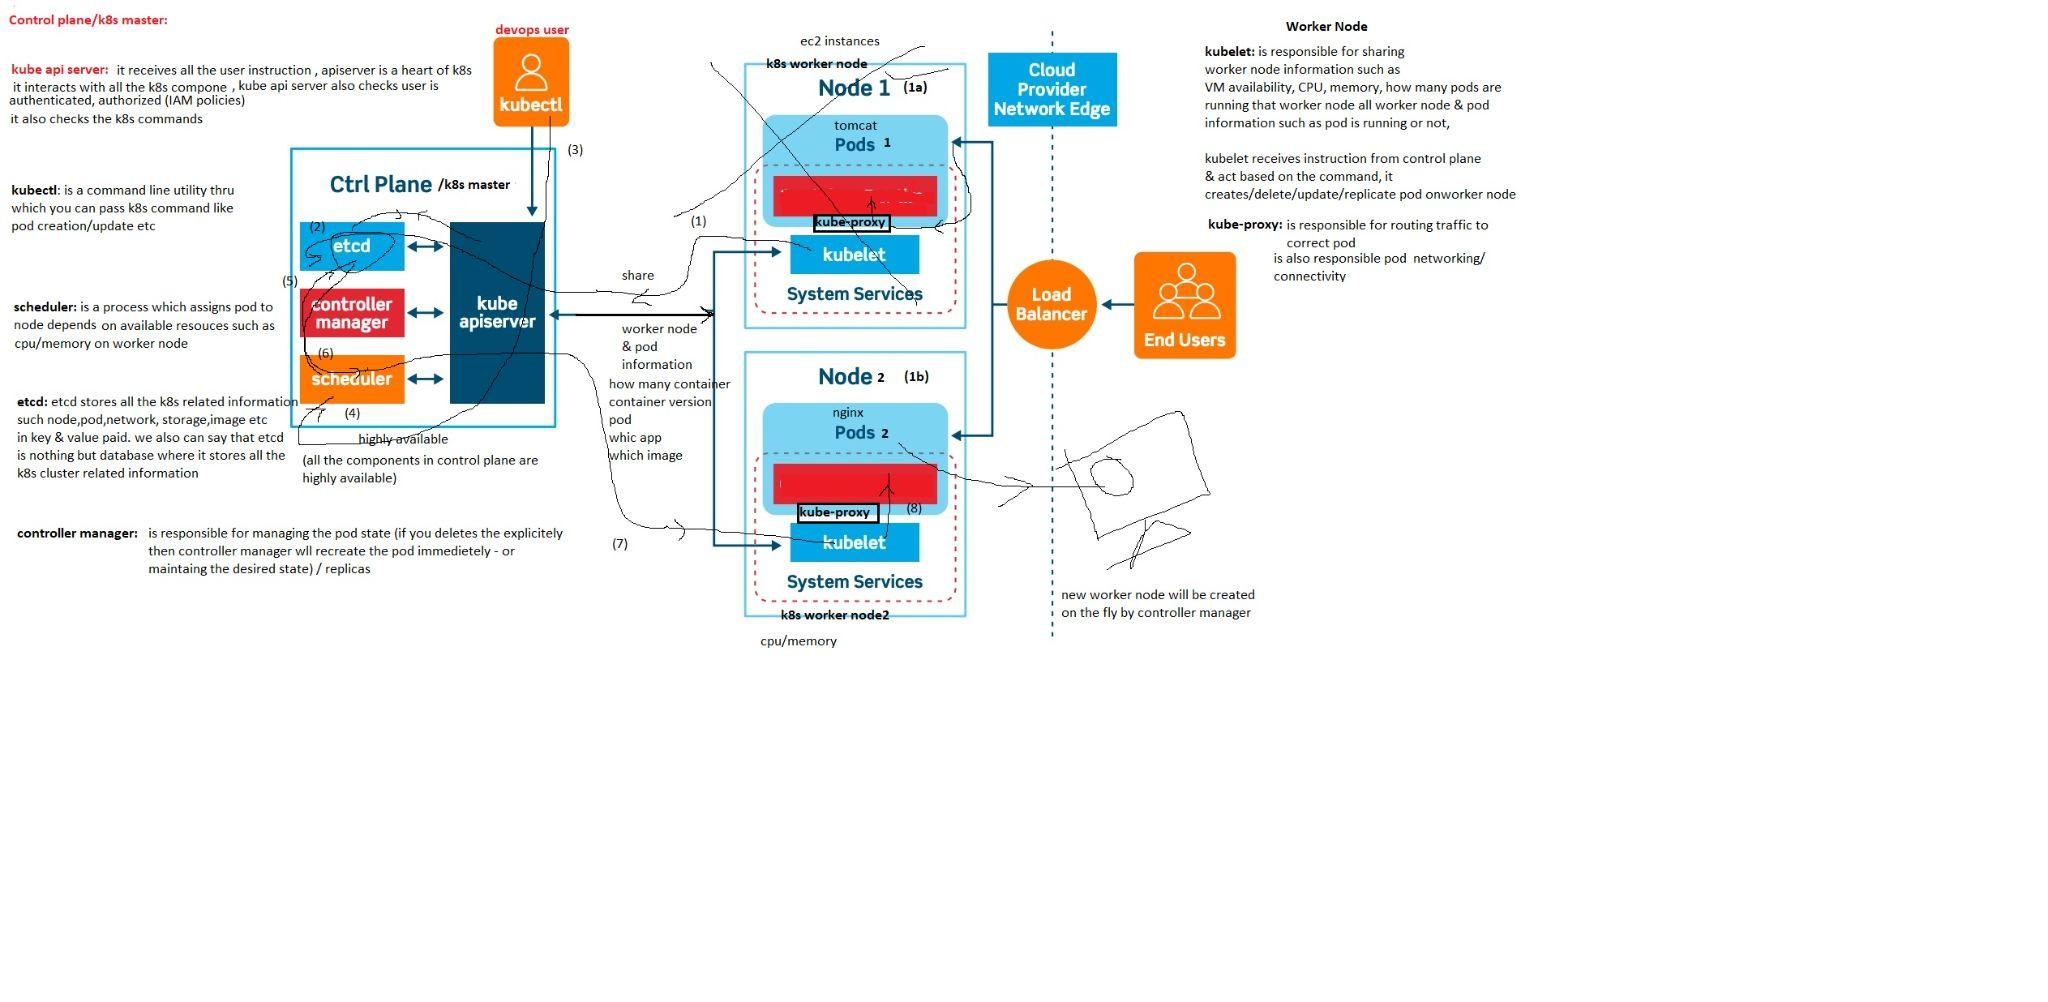 Control plane/k8s master:
kube api server: it receives all the user instruction , apiserver is a heart of k8s
it interacts with all the k8s compone , kube api server also checks user is
authenticated, authorized (IAM policies)
it also checks the k8s commands
kubectl: is a command line utility thru
which you can pass k8s command like
pod creation/update etc
scheduler: is a process which assigns pod to
node depends on available resouces such as
cpu/memory on worker node
etcd: etcd stores all the k8s related information
such node,pod,network, storage,image etc
in key & value paid. we also can say that etcd
is nothing but database where it stores all the
k8s cluster related information
controller manager: is responsible for managing the pod state (if you deletes the explicitely
then controller manager wll recreate the pod immedietely - or
maintaing the desired state) / replicas
devops user
kubectl
(3)
Ctrl Plane /k8s master
(2)
etcd
(5)
controller
manager
(6)
scheduler
(4)
kube
apiserver
highly available
(all the components in control plane are
highly available)
(1)
share
worker node
& pod
information
how many container
container version
pod
whic app
which image
(7)
ec2 instances
k8s worker node
Node 1 (1a)
tomcat
Pods 1
kube-proxy
kubelet
System Services
Node 2 (1b)
nginx
Pods 2
kube-proxy
(8)
kubelet
System Services
k8s worker node2
cpu/memory
Cloud
Provider
Network Edge
Load
Balancer
End Users
new worker node will be created
on the fly by controller manager
Worker Node
kubelet: is responsible for sharing
worker node information such as
VM availability, CPU, memory, how many pods are
running that worker node all worker node & pod
information such as pod is running or not,
kubelet receives instruction from control plane
& act based on the command, it
creates/delete/update/replicate pod onworker node
kube-proxy: is responsible for routing traffic to
correct pod
is also responsible pod networking/
connectivity